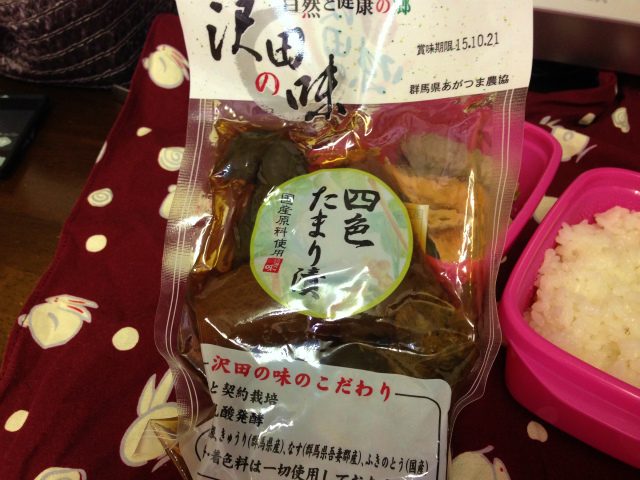 自然と健康の郷
沢田の味
賞味期限:15.10.21
群馬県あがつま農協
四色
たまり漬
国産原料使用
沢田の味のこだわり
と契約栽培
乳酸発酵
きゅうり(群馬県産)、なす(群馬県吾妻郡産)、ふきのとう(国産)
着色料は一切使用してお